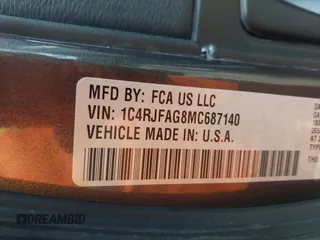 MFD BY: FCA US LLC
VIN: 1C4RJFAG8MC687140
VEHICLE MADE IN U.S.A.
DREAMBID